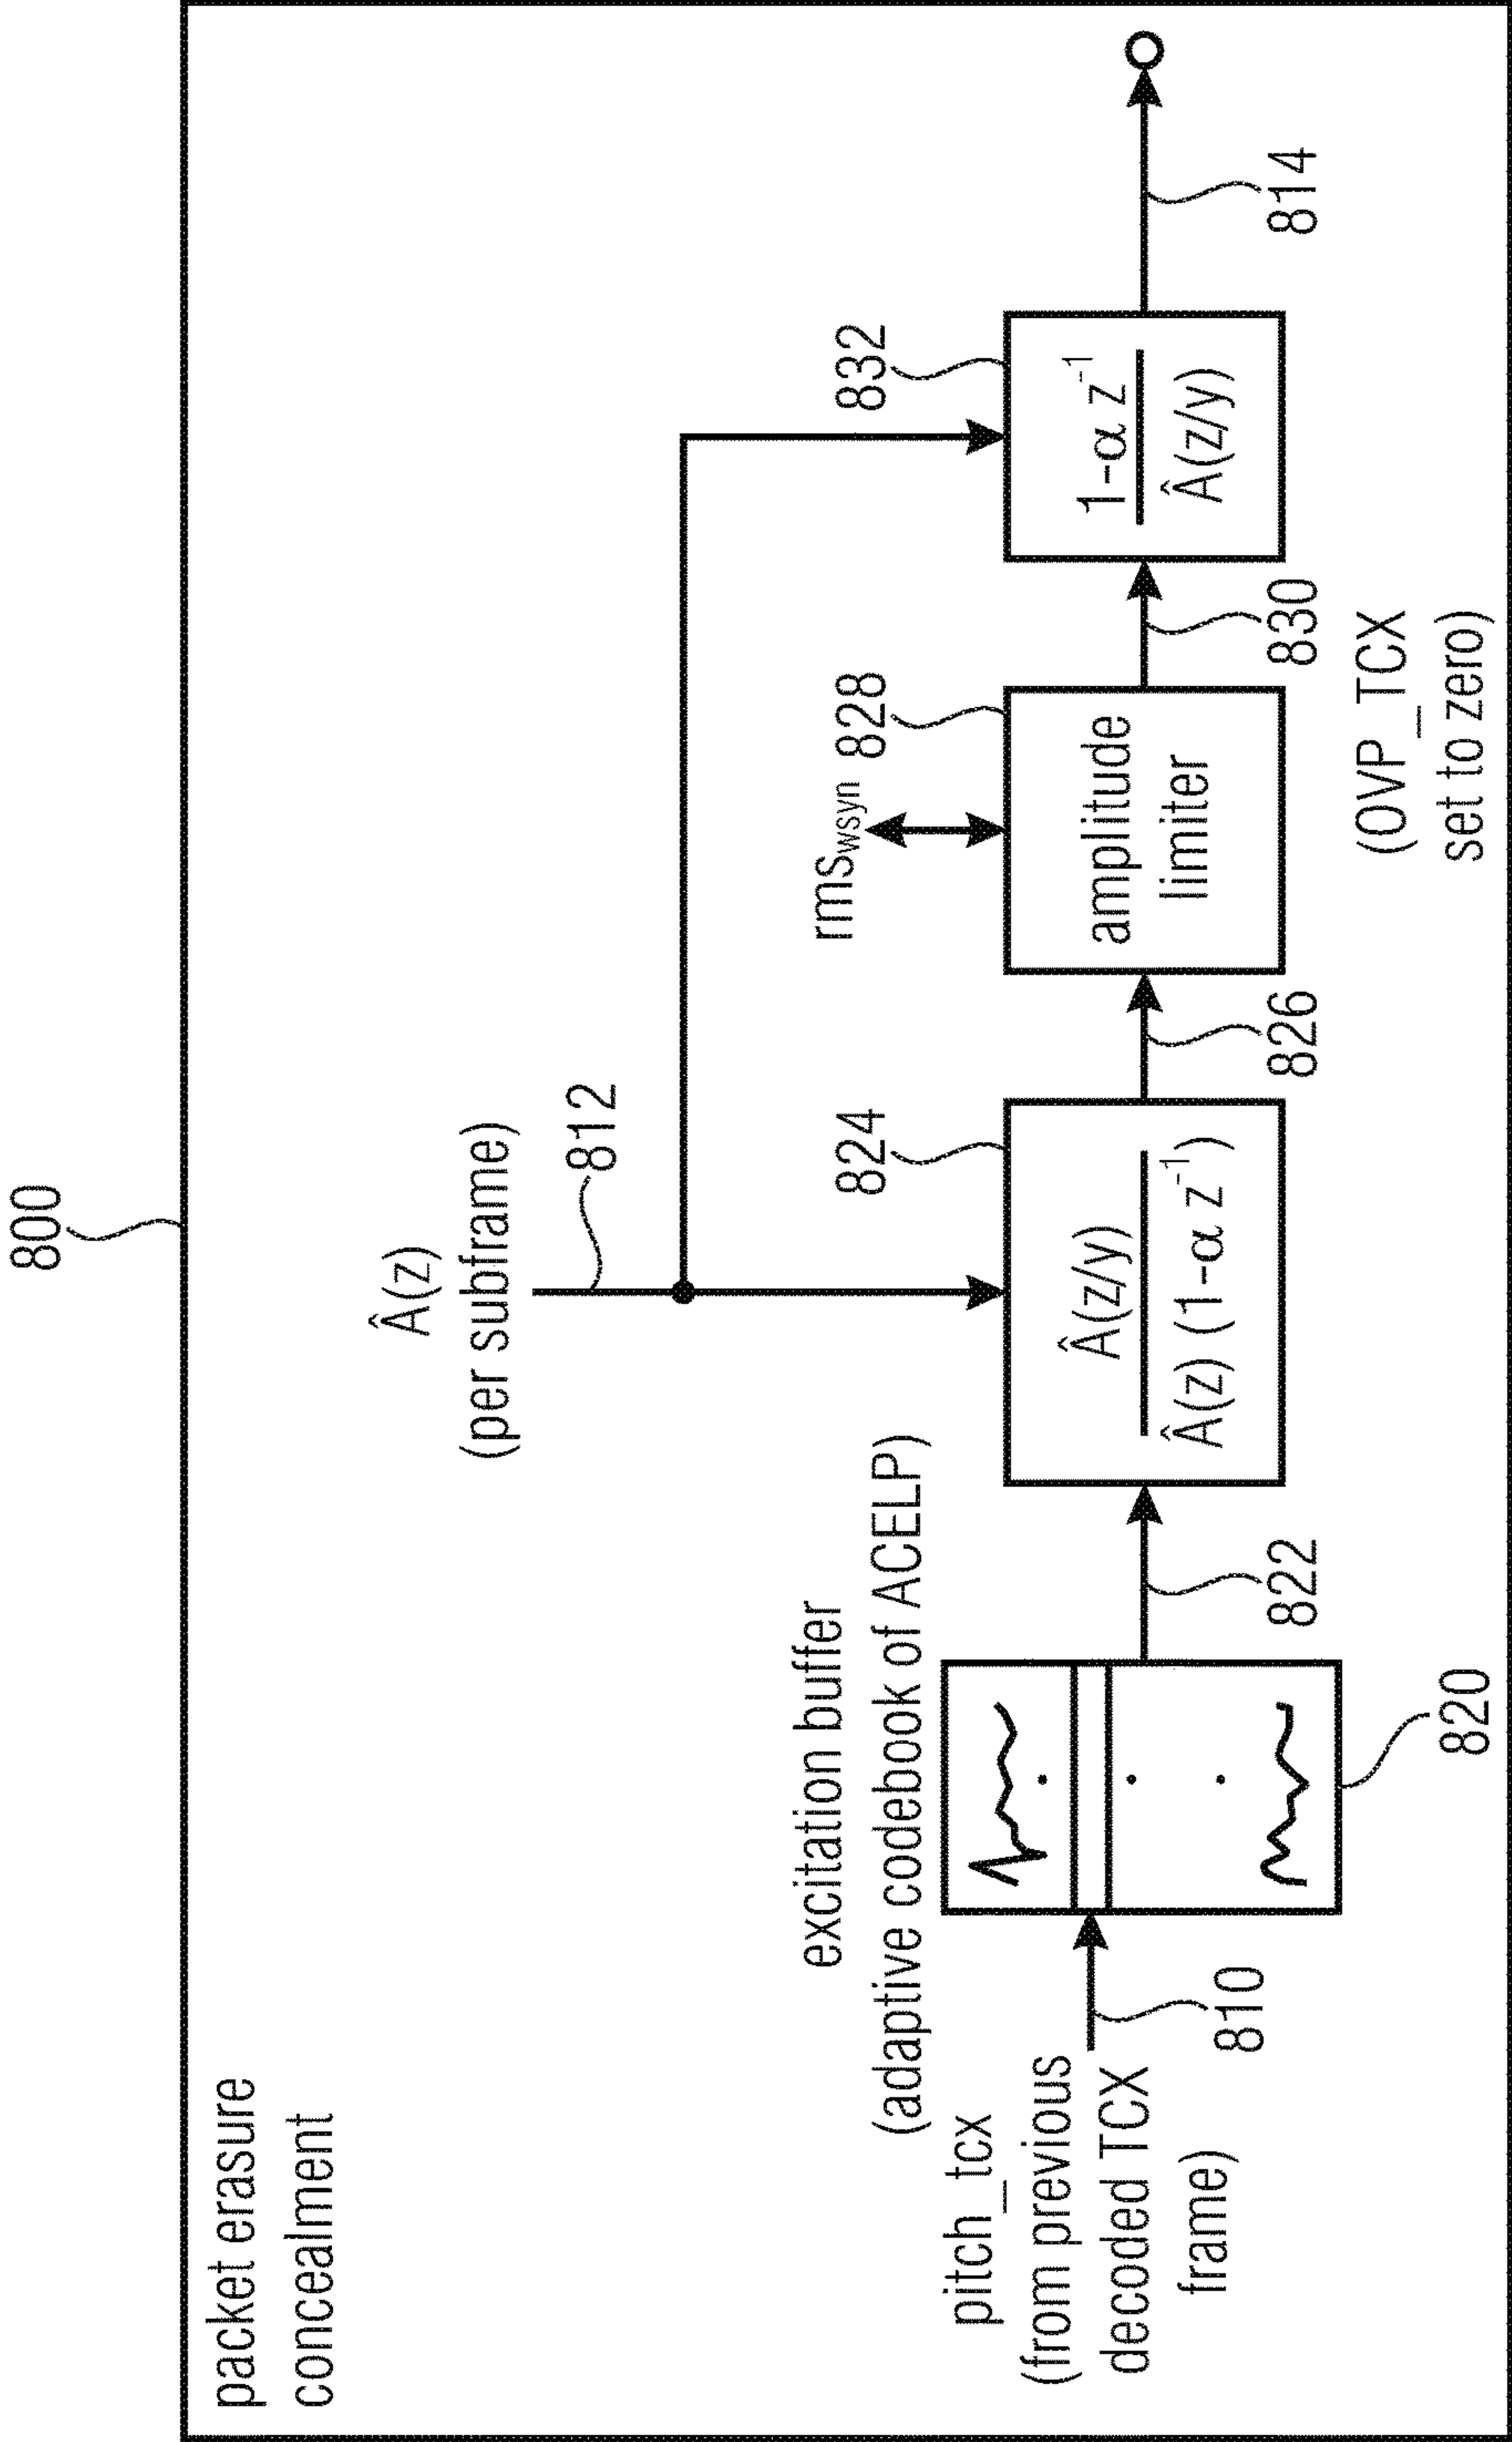 800
packet erasure
concealment
Â(z)
(per subframe)
812
excitation buffer
(adaptive codebook of ACELP)
pitch_tcx
(from previous
decoded TCX
frame)
810
820
822
824
Â(z/y)
Â(z) (1-α z⁻¹)
826
rms_wsyn
828
amplitude
limiter
830
(OVP_TCX
set to zero)
832
1-α z⁻¹
Â(z/y)
814